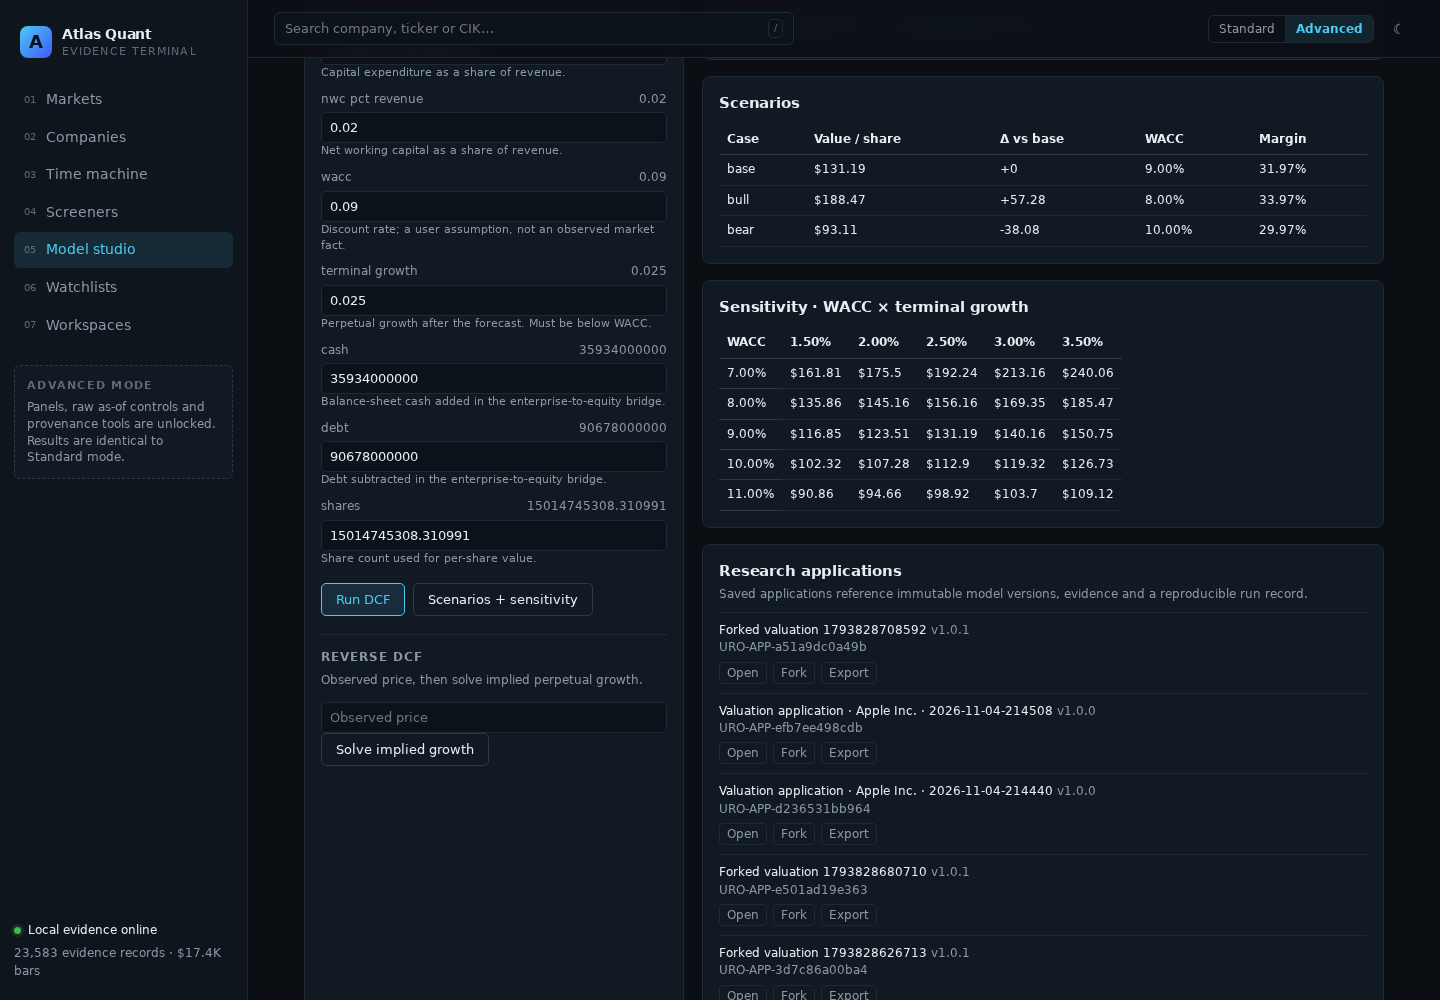 A
Atlas Quant
EVIDENCE TERMINAL
01 Markets
02 Companies
03 Time machine
04 Screeners
05 Model studio
06 Watchlists
07 Workspaces
ADVANCED MODE
Panels, raw as-of controls and
provenance tools are unlocked.
Results are identical to
Standard mode.
Local evidence online
23,583 evidence records · $17.4K
bars
Search company, ticker or CIK...
/
Standard
Advanced
☾
Capital expenditure as a share of revenue.
nwc pct revenue 0.02
0.02
Net working capital as a share of revenue.
wacc 0.09
0.09
Discount rate; a user assumption, not an observed market
fact.
terminal growth 0.025
0.025
Perpetual growth after the forecast. Must be below WACC.
cash 35934000000
35934000000
Balance-sheet cash added in the enterprise-to-equity bridge.
debt 90678000000
90678000000
Debt subtracted in the enterprise-to-equity bridge.
shares 15014745308.310991
15014745308.310991
Share count used for per-share value.
Run DCF
Scenarios + sensitivity
REVERSE DCF
Observed price, then solve implied perpetual growth.
Observed price
Solve implied growth
Scenarios
Case Value / share Δ vs base WACC Margin
base $131.19 +0 9.00% 31.97%
bull $188.47 +57.28 8.00% 33.97%
bear $93.11 -38.08 10.00% 29.97%
Sensitivity · WACC × terminal growth
WACC 1.50% 2.00% 2.50% 3.00% 3.50%
7.00% $161.81 $175.5 $192.24 $213.16 $240.06
8.00% $135.86 $145.16 $156.16 $169.35 $185.47
9.00% $116.85 $123.51 $131.19 $140.16 $150.75
10.00% $102.32 $107.28 $112.9 $119.32 $126.73
11.00% $90.86 $94.66 $98.92 $103.7 $109.12
Research applications
Saved applications reference immutable model versions, evidence and a reproducible run record.
Forked valuation 1793828708592 v1.0.1
URO-APP-a51a9dc0a49b
Open Fork Export
Valuation application · Apple Inc. · 2026-11-04-214508 v1.0.0
URO-APP-efb7ee498cdb
Open Fork Export
Valuation application · Apple Inc. · 2026-11-04-214440 v1.0.0
URO-APP-d236531bb964
Open Fork Export
Forked valuation 1793828680710 v1.0.1
URO-APP-e501ad19e363
Open Fork Export
Forked valuation 1793828626713 v1.0.1
URO-APP-3d7c86a00ba4
Open Fork Export